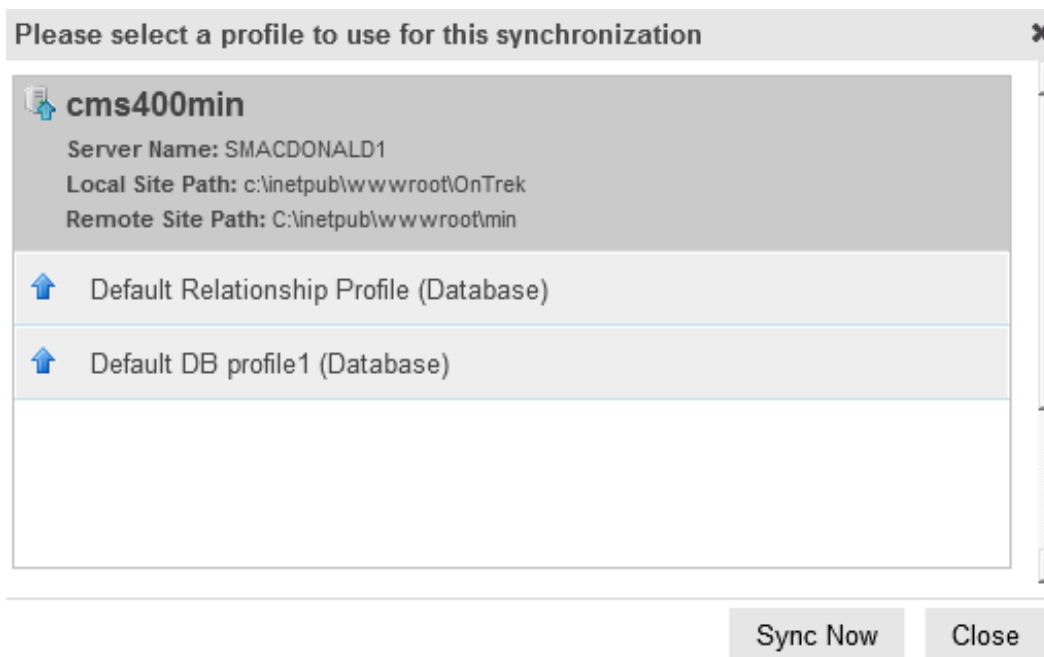 Please select a profile to use for this synchronization
cms400min
Server Name: SMACDONALD1
Local Site Path: c:\inetpub\wwwroot\OnTrek
Remote Site Path: C:\inetpub\wwwroot\min
Default Relationship Profile (Database)
Default DB profile1 (Database)
Sync Now Close